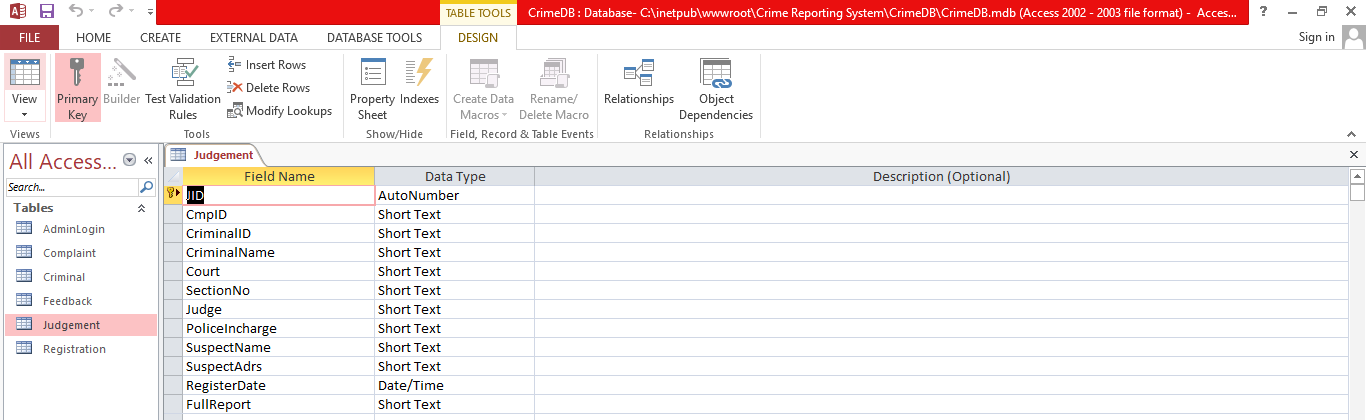 TABLE TOOLS
CrimeDB : Database- C:\inetpub\wwwroot\Crime Reporting System\CrimeDB\CrimeDB.mdb (Access 2002 - 2003 file format) - Acces...
?
FILE HOME CREATE EXTERNAL DATA DATABASE TOOLS DESIGN Sign in
View
Primary Key
Builder
Test Validation Rules
Insert Rows
Delete Rows
Modify Lookups
Property Sheet
Indexes
Create Data Macros
Rename/ Delete Macro
Relationships
Object Dependencies
Views Tools Show/Hide Field, Record & Table Events Relationships
All Access...
Search...
Tables
AdminLogin
Complaint
Criminal
Feedback
Judgement
Registration
Judgement
Field Name Data Type Description (Optional)
JID AutoNumber
CmpID Short Text
CriminalID Short Text
CriminalName Short Text
Court Short Text
SectionNo Short Text
Judge Short Text
PoliceIncharge Short Text
SuspectName Short Text
SuspectAdrs Short Text
RegisterDate Date/Time
FullReport Short Text